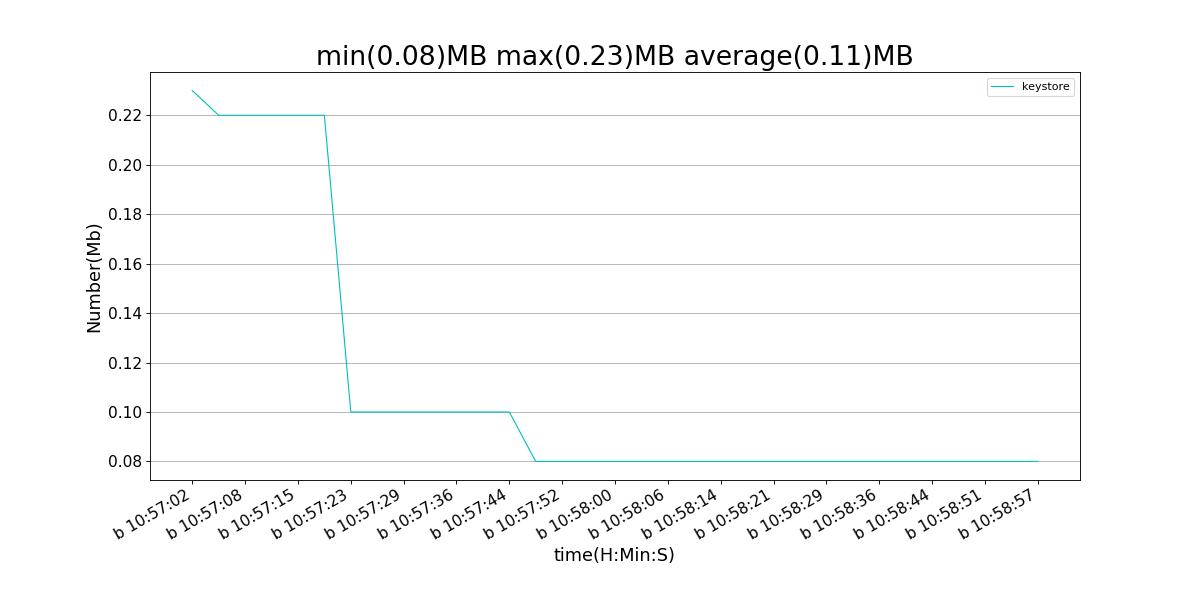 min(0.08)MB max(0.23)MB average(0.11)MB
keystore
0.22
0.20
0.18
0.16
0.14
0.12
0.10
0.08
Number(Mb)
b 10:57:02
b 10:57:08
b 10:57:15
b 10:57:23
b 10:57:29
b 10:57:36
b 10:57:44
b 10:57:52
b 10:58:00
b 10:58:06
b 10:58:14
b 10:58:21
b 10:58:29
b 10:58:36
b 10:58:44
b 10:58:51
b 10:58:57
time(H:Min:S)